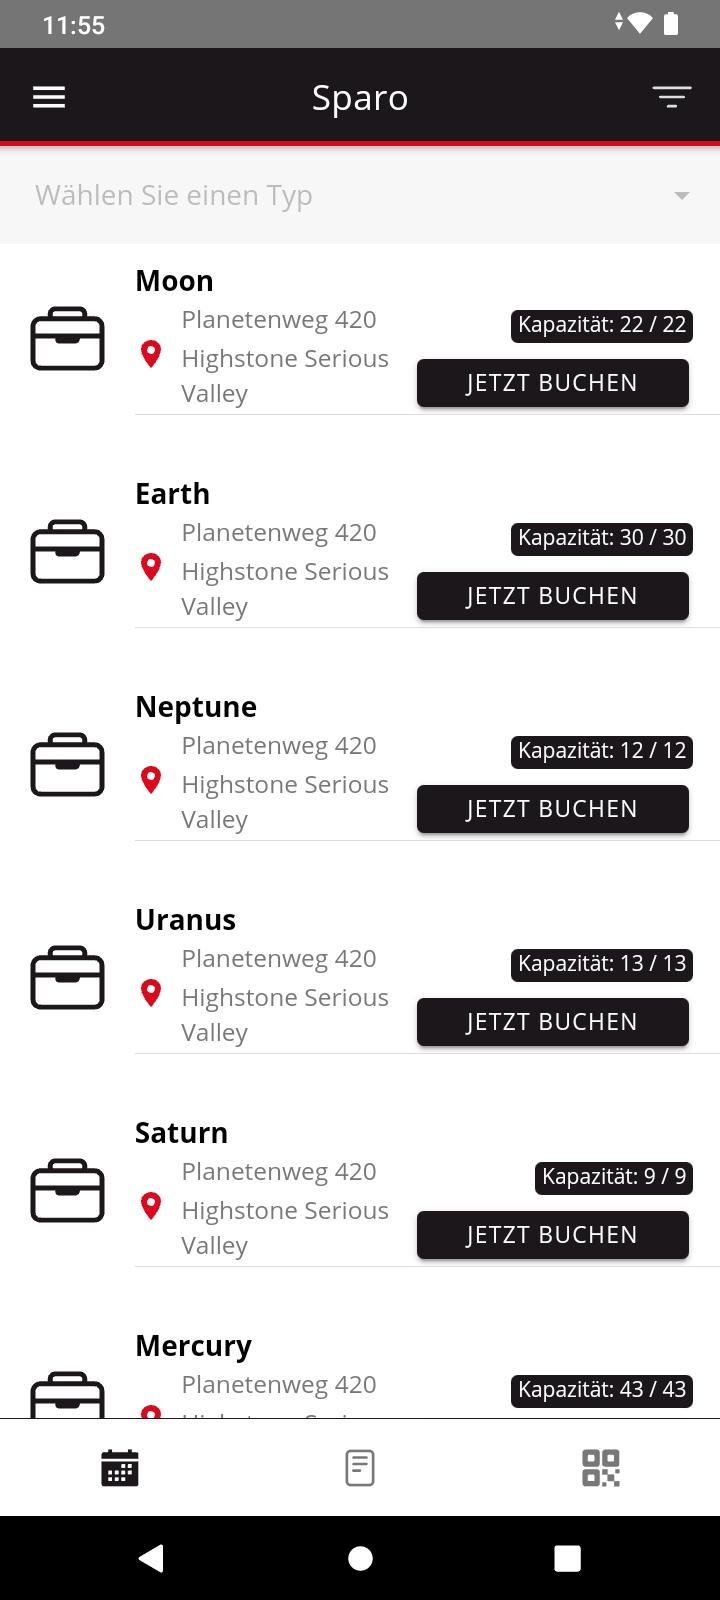 11:55
Sparo
Wählen Sie einen Typ
Moon
Planetenweg 420
Kapazität: 22 / 22
Highstone Serious
Valley
JETZT BUCHEN
Earth
Planetenweg 420
Kapazität: 30 / 30
Highstone Serious
Valley
JETZT BUCHEN
Neptune
Planetenweg 420
Kapazität: 12 / 12
Highstone Serious
Valley
JETZT BUCHEN
Uranus
Planetenweg 420
Kapazität: 13 / 13
Highstone Serious
Valley
JETZT BUCHEN
Saturn
Planetenweg 420
Kapazität: 9 / 9
Highstone Serious
Valley
JETZT BUCHEN
Mercury
Planetenweg 420
Kapazität: 43 / 43